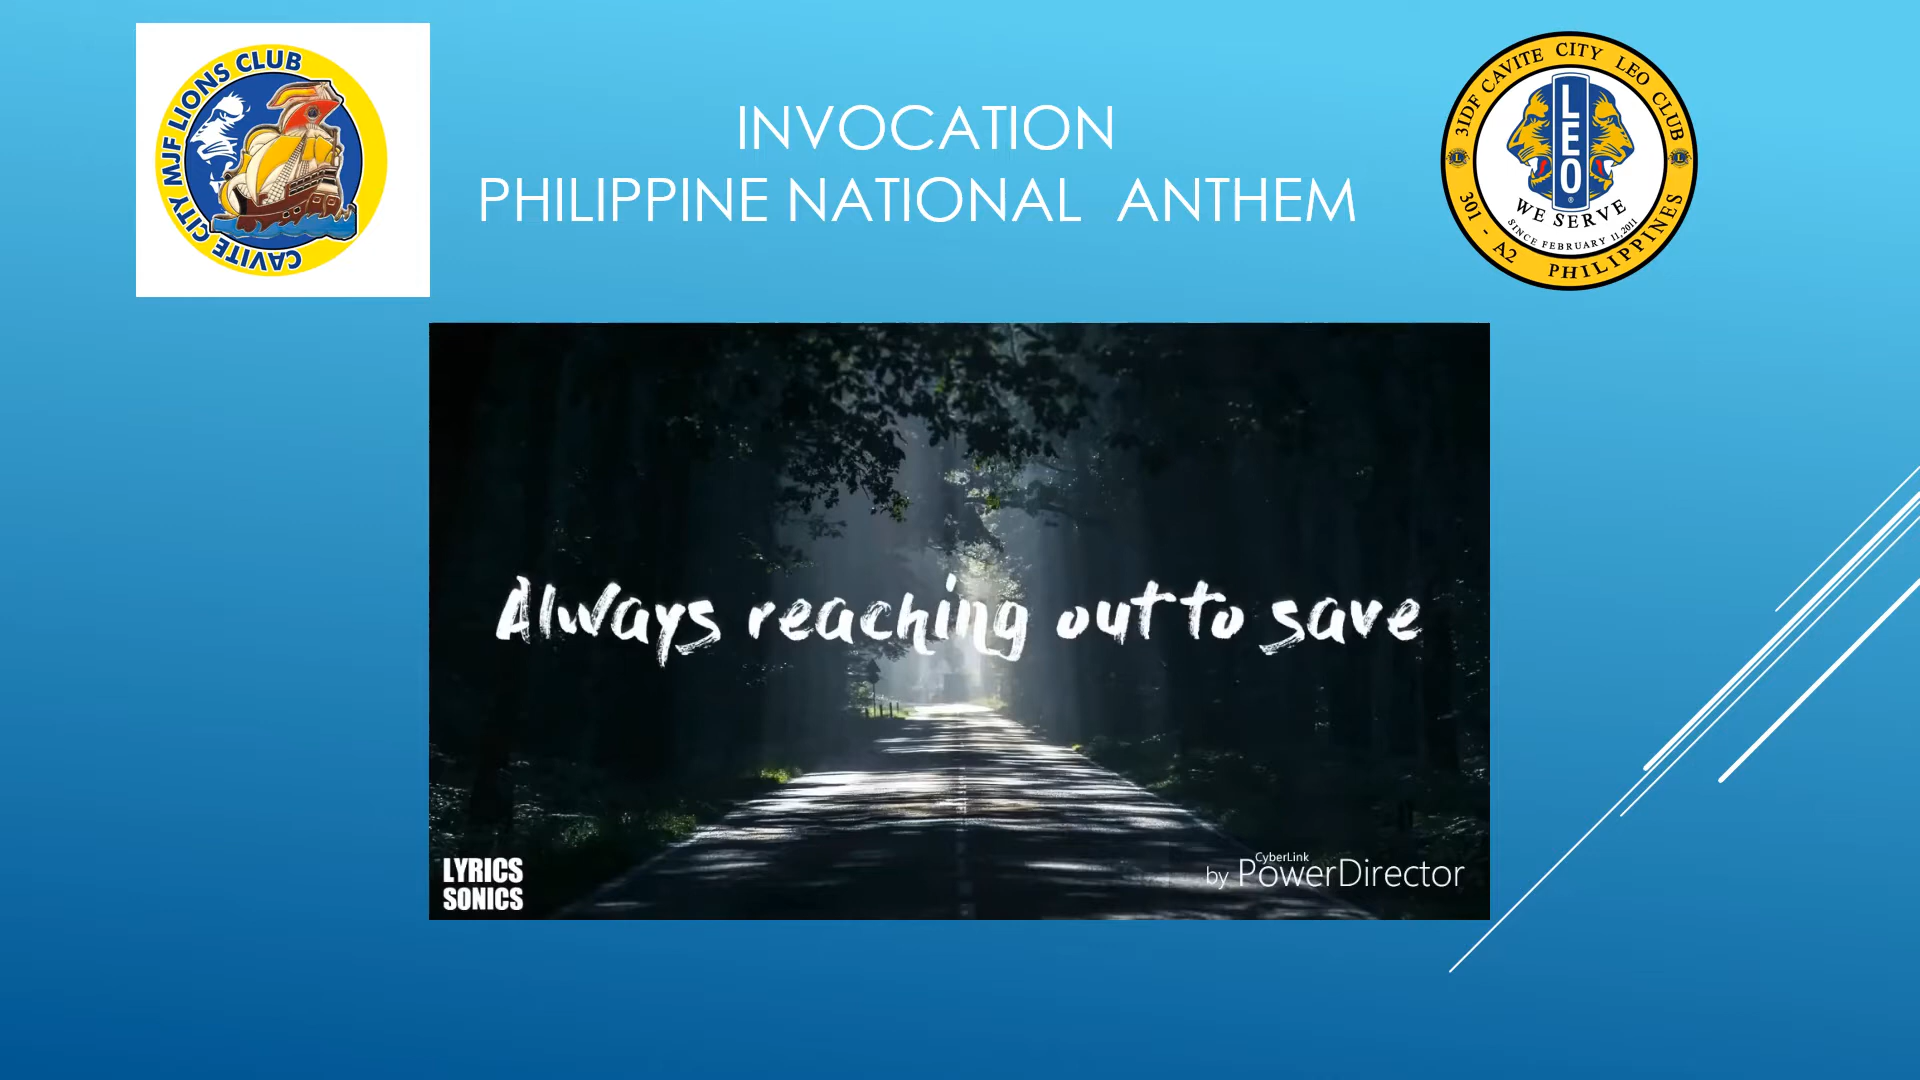 CAVITE CITY MJF LIONS CLUB
INVOCATION
PHILIPPINE NATIONAL ANTHEM
3IDF CAVITE CITY LEO CLUB
301 - A2 PHILIPPINES
LEO
WE SERVE
SINCE FEBRUARY 11,2011
Always reaching out to save
LYRICS
SONICS
CyberLink
by PowerDirector